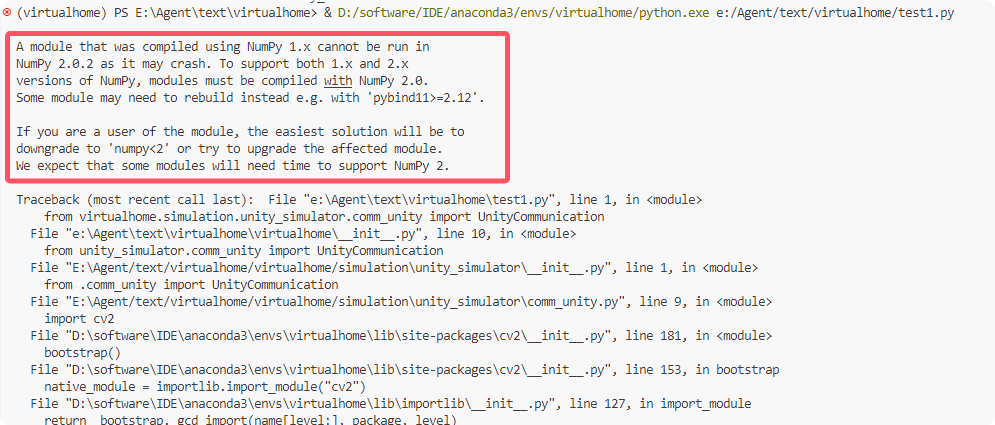 (virtualhome) PS E:\Agent\text\virtualhome> & D:/software/IDE/anaconda3/envs/virtualhome/python.exe e:/Agent/text/virtualhome/test1.py
A module that was compiled using NumPy 1.x cannot be run in
NumPy 2.0.2 as it may crash. To support both 1.x and 2.x
versions of NumPy, modules must be compiled with NumPy 2.0.
Some module may need to rebuild instead e.g. with 'pybind11>=2.12'.
If you are a user of the module, the easiest solution will be to
downgrade to 'numpy<2' or try to upgrade the affected module.
We expect that some modules will need time to support NumPy 2.
Traceback (most recent call last):  File "e:\Agent\text\virtualhome\test1.py", line 1, in <module>
    from virtualhome.simulation.unity_simulator.comm_unity import UnityCommunication
  File "e:\Agent\text\virtualhome\virtualhome\__init__.py", line 10, in <module>
    from unity_simulator.comm_unity import UnityCommunication
  File "E:\Agent/text/virtualhome/virtualhome/simulation\unity_simulator\__init__.py", line 1, in <module>
    from .comm_unity import UnityCommunication
  File "E:\Agent/text/virtualhome/virtualhome/simulation\unity_simulator\comm_unity.py", line 9, in <module>
    import cv2
  File "D:\software\IDE\anaconda3\envs\virtualhome\lib\site-packages\cv2\__init__.py", line 181, in <module>
    bootstrap()
  File "D:\software\IDE\anaconda3\envs\virtualhome\lib\site-packages\cv2\__init__.py", line 153, in bootstrap
    native_module = importlib.import_module("cv2")
  File "D:\software\IDE\anaconda3\envs\virtualhome\lib\importlib\__init__.py", line 127, in import_module
    return _bootstrap._gcd_import(name[level:], package, level)